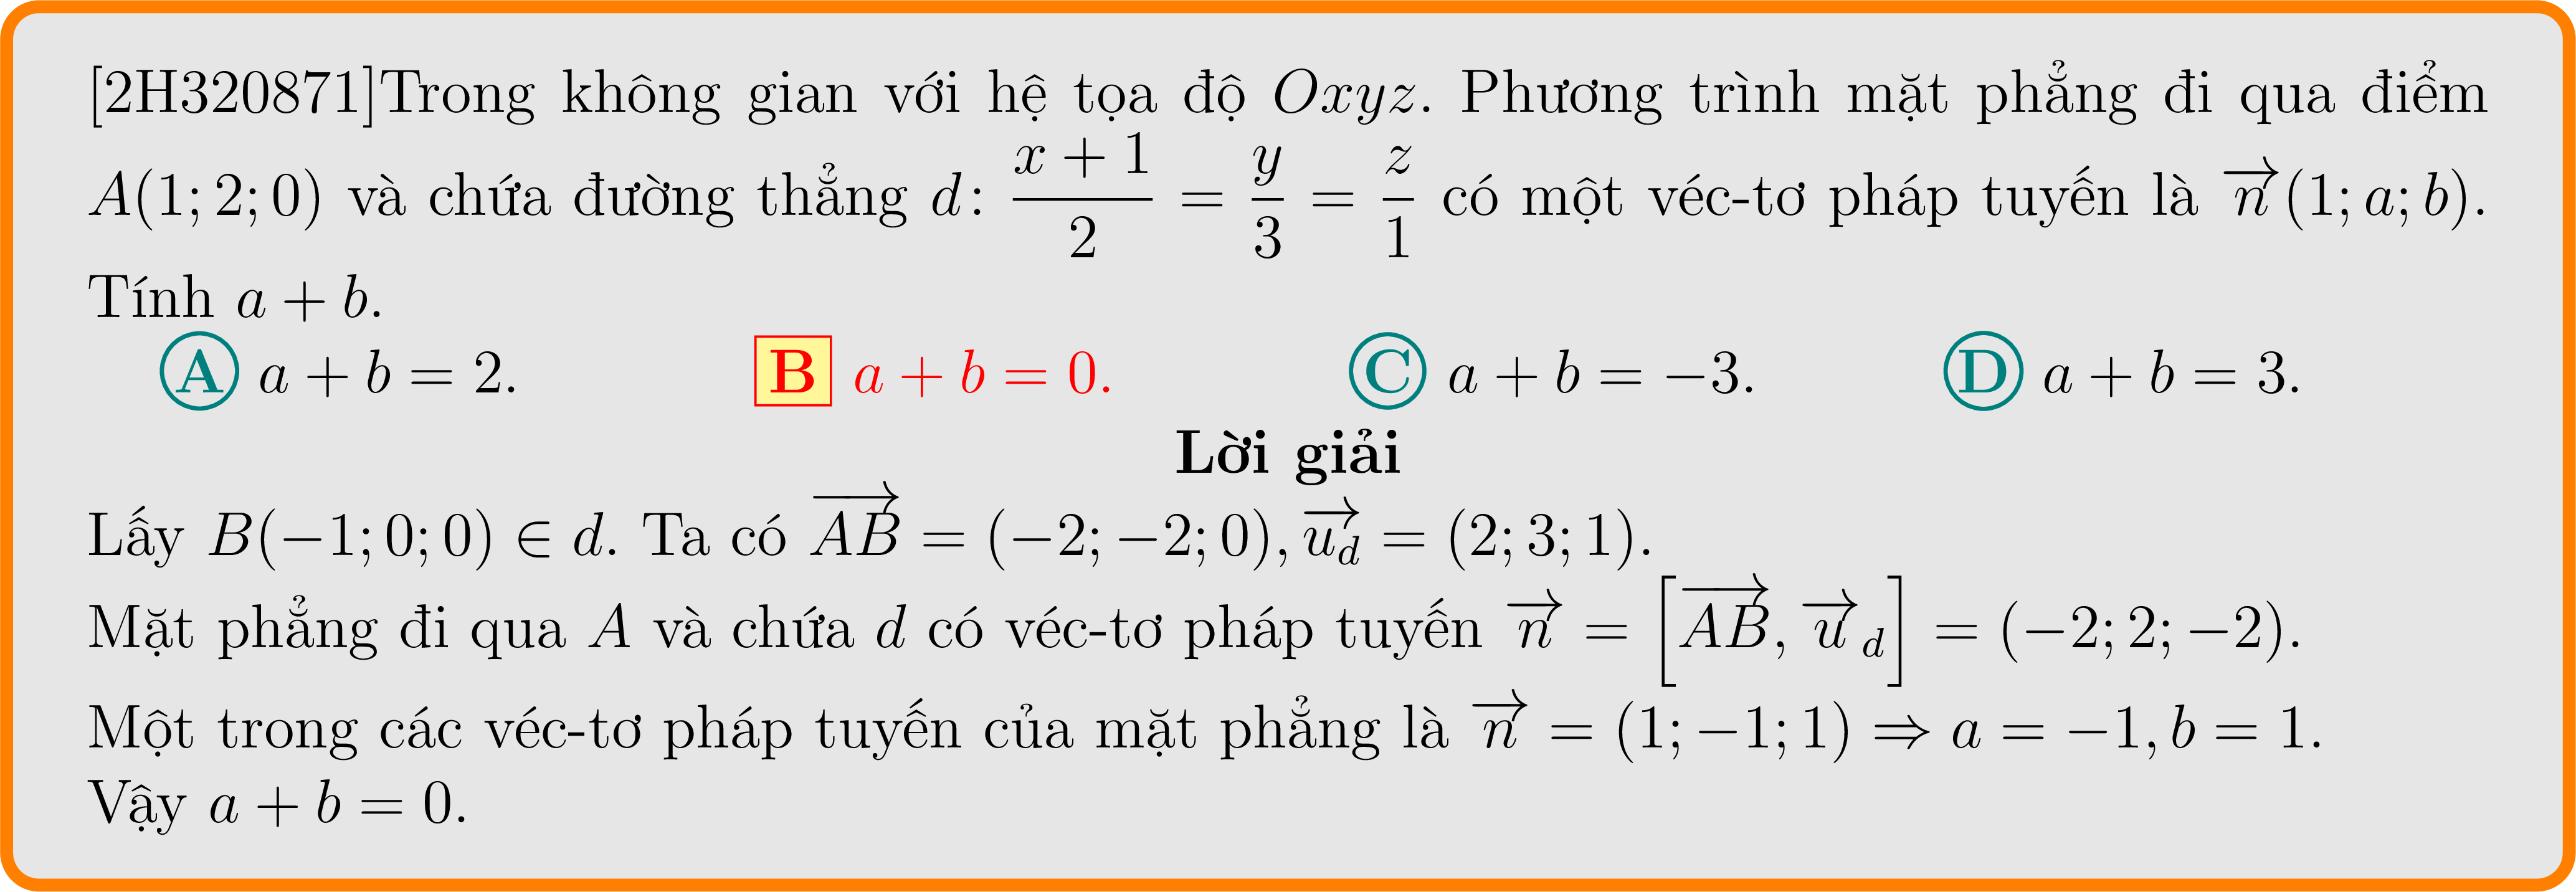 [2H320871]Trong không gian với hệ tọa độ Oxyz. Phương trình mặt phẳng đi qua điểm
A(1; 2; 0) và chứa đường thẳng d: \frac{x + 1}{2} = \frac{y}{3} = \frac{z}{1} có một véc-tơ pháp tuyến là \overrightarrow{n}(1; a; b).
Tính a + b.
A a + b = 2. B a + b = 0. C a + b = −3. D a + b = 3.
Lời giải
Lấy B(−1; 0; 0) ∈ d. Ta có \overrightarrow{AB} = (−2; −2; 0), \overrightarrow{u_d} = (2; 3; 1).
Mặt phẳng đi qua A và chứa d có véc-tơ pháp tuyến \overrightarrow{n} = [\overrightarrow{AB}, \overrightarrow{u}_d] = (−2; 2; −2).
Một trong các véc-tơ pháp tuyến của mặt phẳng là \overrightarrow{n} = (1; −1; 1) ⇒ a = −1, b = 1.
Vậy a + b = 0.